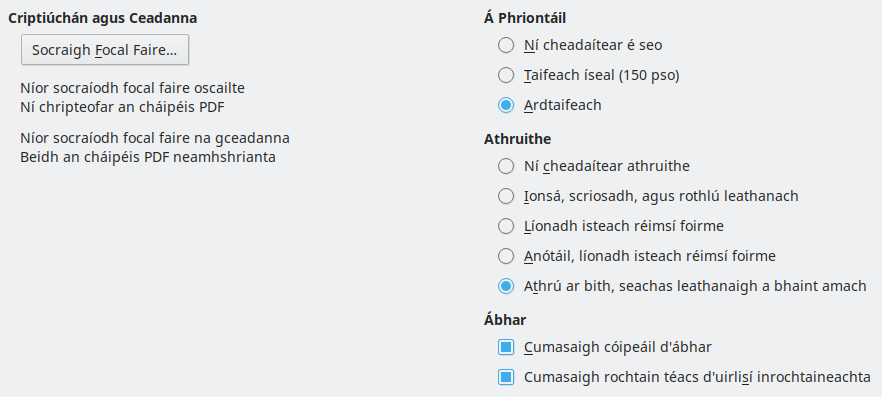 Criptiúchán agus Ceadanna
Socraigh Focal Faire...
Níor socraíodh focal faire oscailte
Ní chripteofar an cháipéis PDF
Níor socraíodh focal faire na gceadanna
Beidh an cháipéis PDF neamhshrianta
Á Phriontáil
Ní cheadaítear é seo
Taifeach íseal (150 pso)
Ardtaifeach
Athruithe
Ní cheadaítear athruithe
Ionsá, scriosadh, agus rothlú leathanach
Líonadh isteach réimsí foirme
Anótáil, líonadh isteach réimsí foirme
Athrú ar bith, seachas leathanaigh a bhaint amach
Ábhar
Cumasaigh cóipeáil d'ábhar
Cumasaigh rochtain téacs d'uirlisí inrochtaineachta